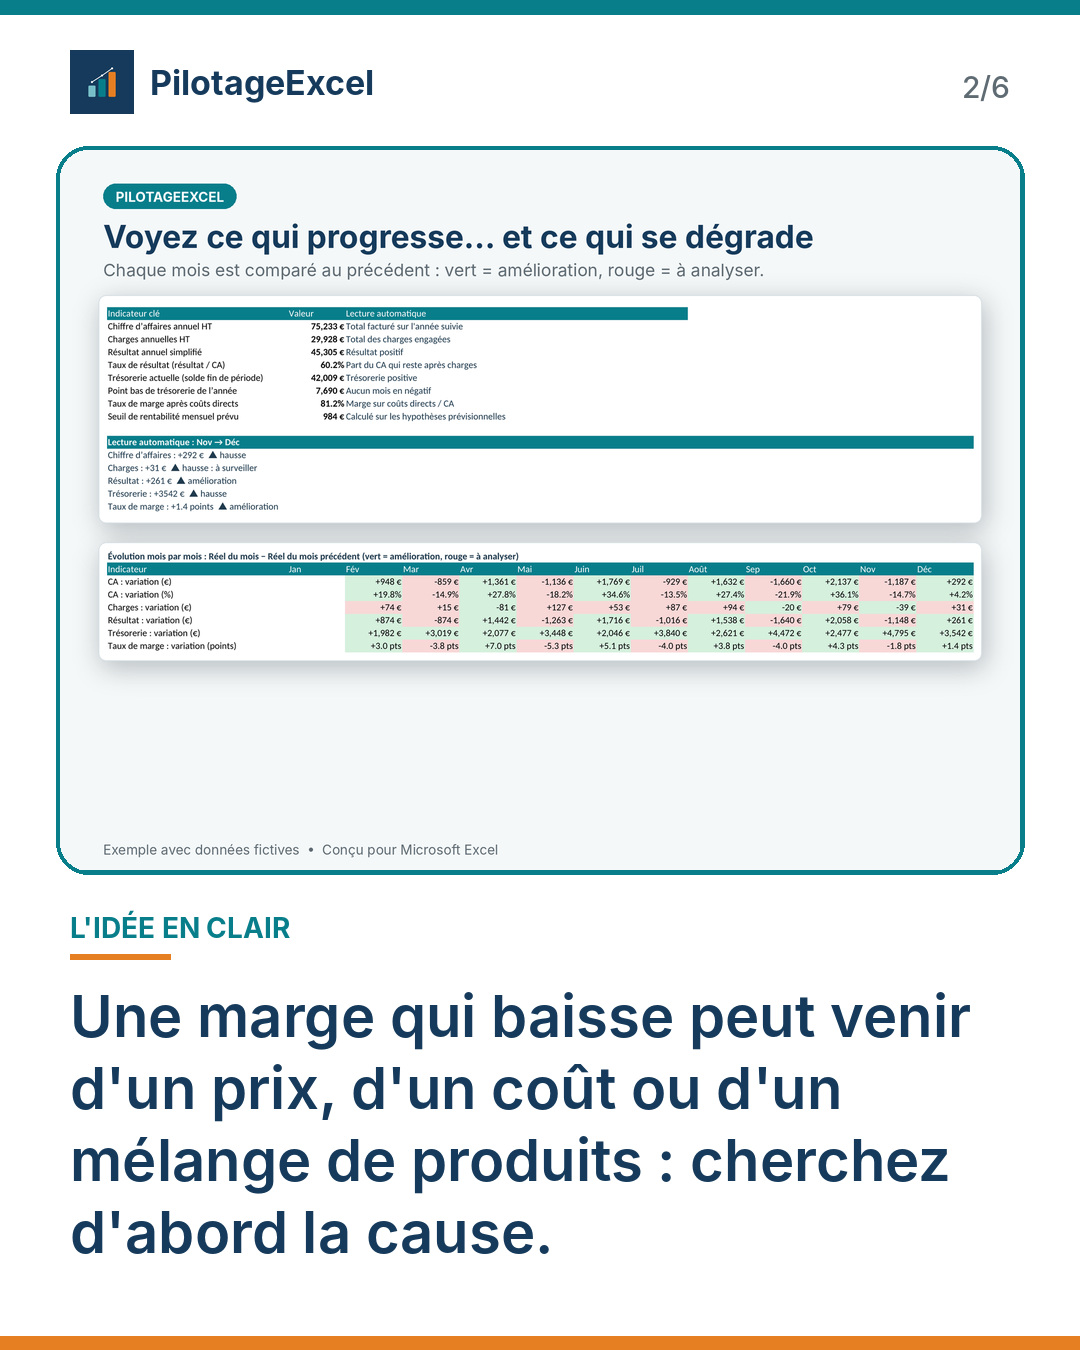 PilotageExcel
2/6
PILOTAGEEXCEL
Voyez ce qui progresse... et ce qui se dégrade
Chaque mois est comparé au précédent : vert = amélioration, rouge = à analyser.
Indicateur clé Valeur Lecture automatique
Chiffre d'affaires annuel HT 75,233 € Total facturé sur l'année suivie
Charges annuelles HT 29,928 € Total des charges engagées
Résultat annuel simplifié 45,305 € Résultat positif
Taux de résultat (résultat / CA) 60.2% Part du CA qui reste après charges
Trésorerie actuelle (solde fin de période) 42,009 € Trésorerie positive
Point bas de trésorerie de l'année 7,690 € Aucun mois en négatif
Taux de marge après coûts directs 81.2% Marge sur coûts directs / CA
Seuil de rentabilité mensuel prévu 984 € Calculé sur les hypothèses prévisionnelles
Lecture automatique : Nov → Déc
Chiffre d'affaires : +292 € ▲ hausse
Charges : +31 € ▲ hausse : à surveiller
Résultat : +261 € ▲ amélioration
Trésorerie : +3542 € ▲ hausse
Taux de marge : +1.4 points ▲ amélioration
Évolution mois par mois : Réel du mois − Réel du mois précédent (vert = amélioration, rouge = à analyser)
Indicateur Jan Fév Mar Avr Mai Juin Juil Août Sep Oct Nov Déc
CA : variation (€) +948 € -859 € +1,361 € -1,136 € +1,769 € -929 € +1,632 € -1,660 € +2,137 € -1,187 € +292 €
CA : variation (%) +19.8% -14.9% +27.8% -18.2% +34.6% -13.5% +27.4% -21.9% +36.1% -14.7% +4.2%
Charges : variation (€) +74 € +15 € -81 € +127 € +53 € +87 € +94 € -20 € +79 € -39 € +31 €
Résultat : variation (€) +874 € -874 € +1,442 € -1,263 € +1,716 € -1,016 € +1,538 € -1,640 € +2,058 € -1,148 € +261 €
Trésorerie : variation (€) +1,982 € +3,019 € +2,077 € +3,448 € +2,046 € +3,840 € +2,621 € +4,472 € +2,477 € +4,795 € +3,542 €
Taux de marge : variation (points) +3.0 pts -3.8 pts +7.0 pts -5.3 pts +5.1 pts -4.0 pts +3.8 pts -4.0 pts +4.3 pts -1.8 pts +1.4 pts
Exemple avec données fictives • Conçu pour Microsoft Excel
L'IDÉE EN CLAIR
Une marge qui baisse peut venir
d'un prix, d'un coût ou d'un
mélange de produits : cherchez
d'abord la cause.